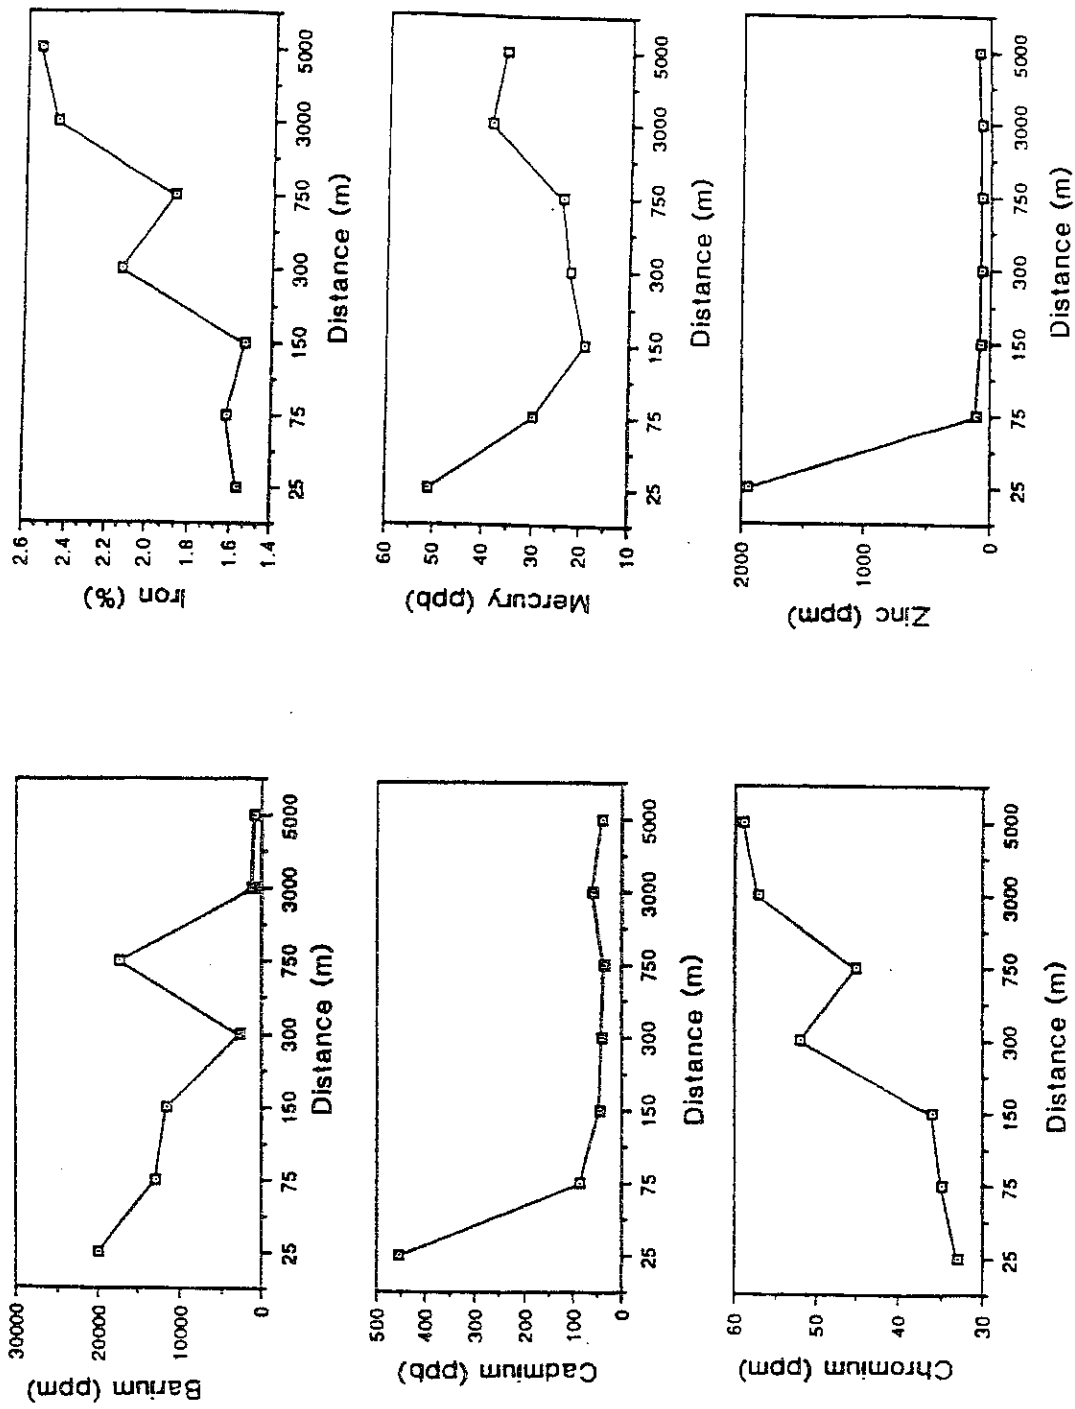 Barium (ppm)
30000
20000
10000
0
25 75 150 300 750 3000 5000
Distance (m)
Iron (%)
2.6
2.4
2.2
2.0
1.8
1.6
1.4
25 75 150 300 750 3000 5000
Distance (m)
Cadmium (ppb)
500
400
300
200
100
0
25 75 150 300 750 3000 5000
Distance (m)
Mercury (ppb)
60
50
40
30
20
10
25 75 150 300 750 3000 5000
Distance (m)
Chromium (ppm)
60
50
40
30
25 75 150 300 750 3000 5000
Distance (m)
Zinc (ppm)
2000
1000
0
25 75 150 300 750 3000 5000
Distance (m)